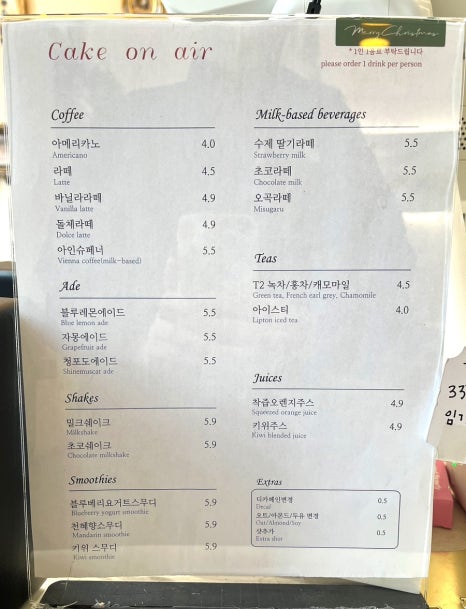 Merry Christmas
Cake on air
* 1인 1음료 부탁드립니다
please order 1 drink per person
Coffee
아메리카노 4.0
Americano
라떼 4.5
Latte
바닐라라떼 4.9
Vanilla latte
돌체라떼 4.9
Dolce latte
아인슈페너 5.5
Vienna coffee(milk-based)
Ade
블루레몬에이드 5.5
Blue lemon ade
자몽에이드 5.5
Grapefruit ade
청포도에이드 5.5
Shinemuscat ade
Shakes
밀크쉐이크 5.9
Milkshake
초코쉐이크 5.9
Chocolate milkshake
Smoothies
블루베리요거트스무디 5.9
Blueberry yogurt smoothie
천혜향스무디 5.9
Mandarin smoothie
키위 스무디 5.9
Kiwi smoothie
Milk-based beverages
수제 딸기라떼 5.5
Strawberry milk
초코라떼 5.5
Chocolate milk
오곡라떼 5.5
Misugaru
Teas
T2 녹차/홍차/캐모마일 4.5
Green tea, French earl grey, Chamomile
아이스티 4.0
Lipton iced tea
Juices
착즙오렌지주스 4.9
Squeezed orange juice
키위주스 4.9
Kiwi blended juice
Extras
디카페인변경 0.5
Decaf
오트/아몬드/두유 변경 0.5
Oat/Almond/Soy
샷추가 0.5
Extra shot
33